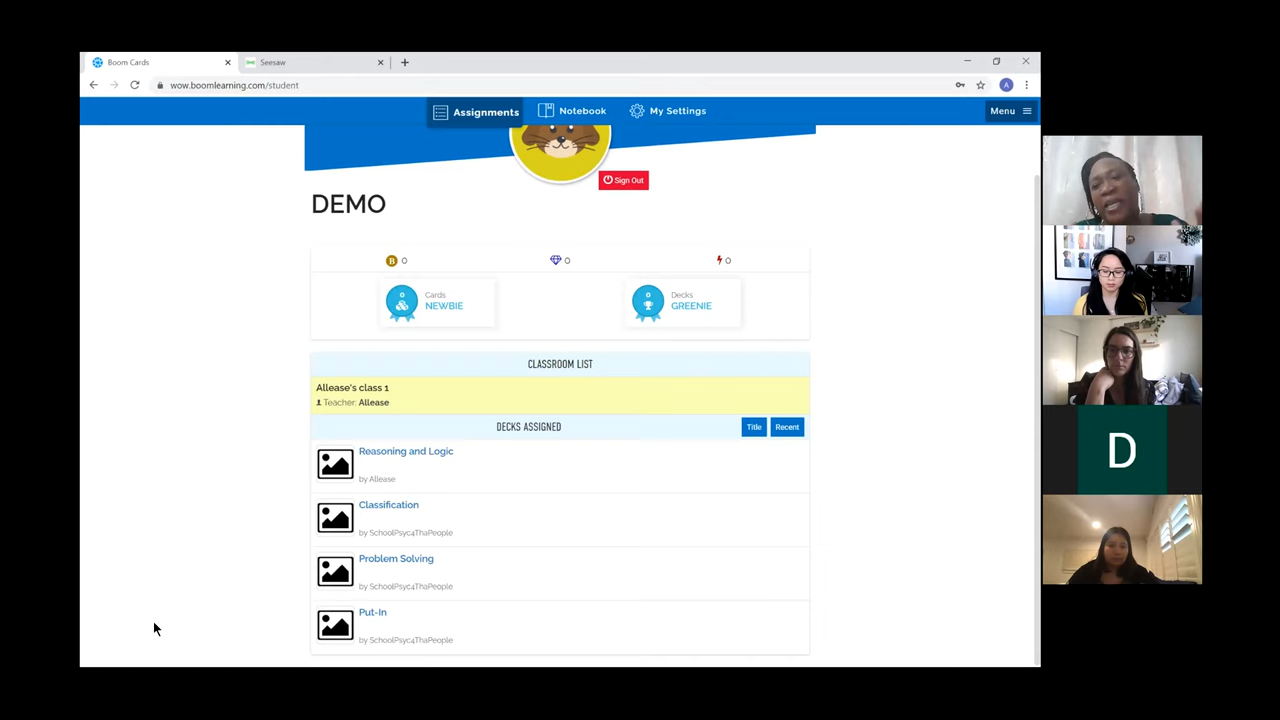 Boom Cards
Seesaw
wow.boomlearning.com/student
A
Assignments
Notebook
My Settings
Menu
Sign Out
DEMO
B 0
0
0
0
Cards
NEWBIE
0
Decks
GREENIE
CLASSROOM LIST
Allease's class 1
Teacher: Allease
DECKS ASSIGNED
Title
Recent
Reasoning and Logic
by Allease
Classification
by SchoolPsyc4ThaPeople
Problem Solving
by SchoolPsyc4ThaPeople
Put-In
by SchoolPsyc4ThaPeople
D